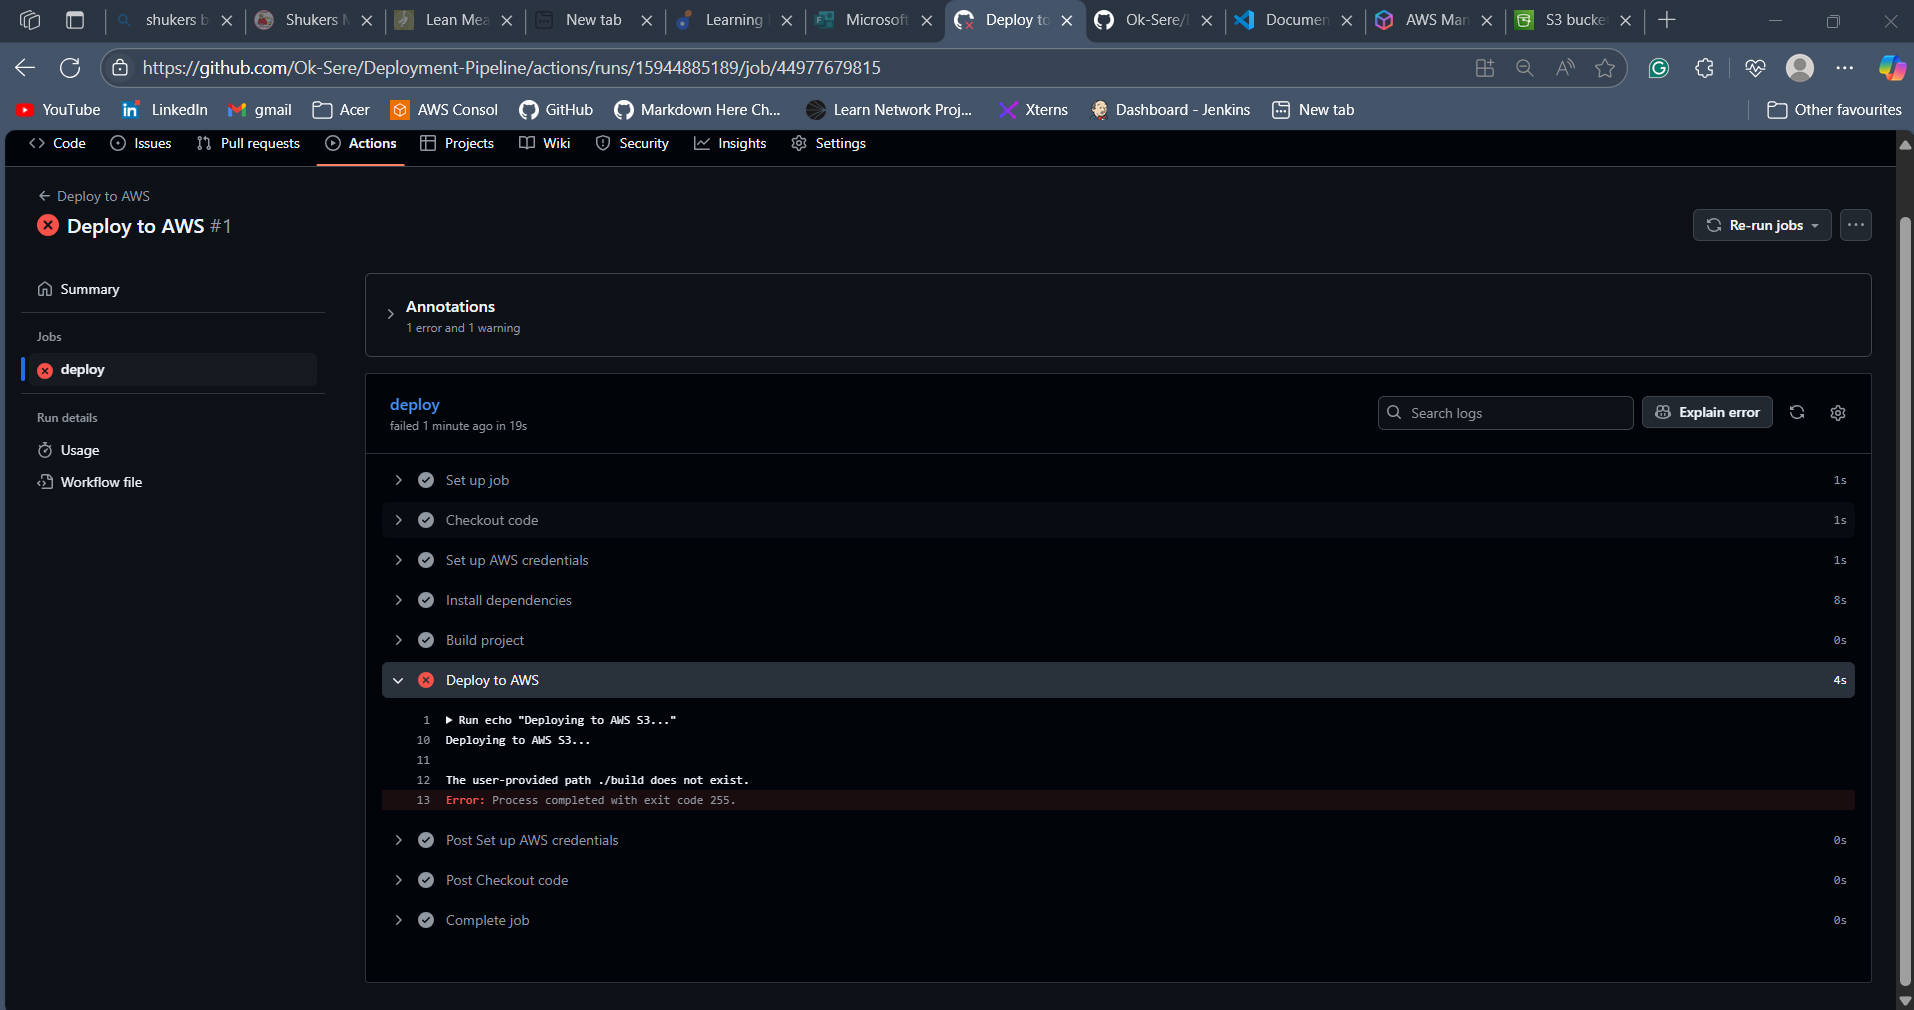 shukers b
Shukers M
Lean Mea
New tab
Learning
Microsoft
Deploy to
Ok-Sere/
Documen
AWS Man
S3 bucke
https://github.com/Ok-Sere/Deployment-Pipeline/actions/runs/15944885189/job/44977679815
YouTube
LinkedIn
gmail
Acer
AWS Consol
GitHub
Markdown Here Ch...
Learn Network Proj...
Xterns
Dashboard - Jenkins
New tab
Other favourites
Code
Issues
Pull requests
Actions
Projects
Wiki
Security
Insights
Settings
Deploy to AWS
Deploy to AWS #1
Re-run jobs
Summary
Jobs
deploy
Run details
Usage
Workflow file
Annotations
1 error and 1 warning
deploy
failed 1 minute ago in 19s
Search logs
Explain error
Set up job 1s
Checkout code 1s
Set up AWS credentials 1s
Install dependencies 8s
Build project 0s
Deploy to AWS 4s
1 Run echo "Deploying to AWS S3..."
10 Deploying to AWS S3...
11
12 The user-provided path ./build does not exist.
13 Error: Process completed with exit code 255.
Post Set up AWS credentials 0s
Post Checkout code 0s
Complete job 0s